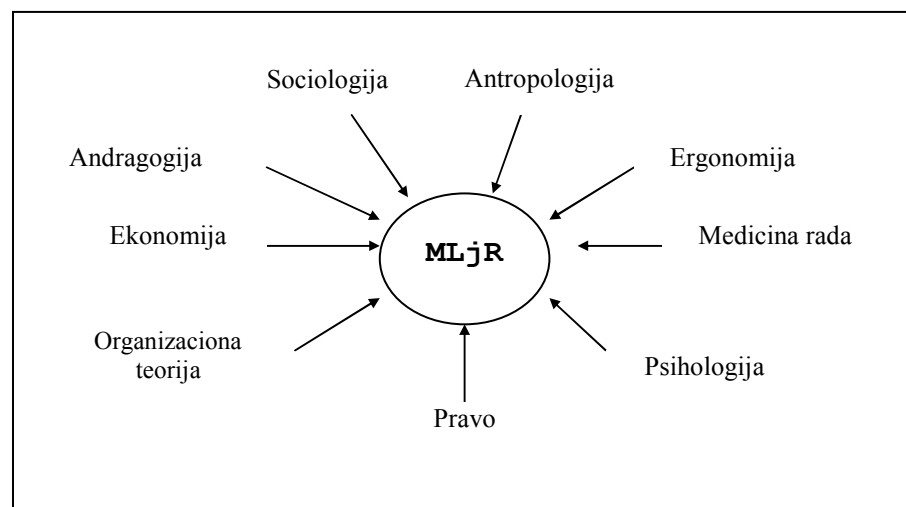 Sociologija
Antropologija
Andragogija
Ergonomija
Ekonomija
MLjR
Medicina rada
Organizaciona
teorija
Psihologija
Pravo